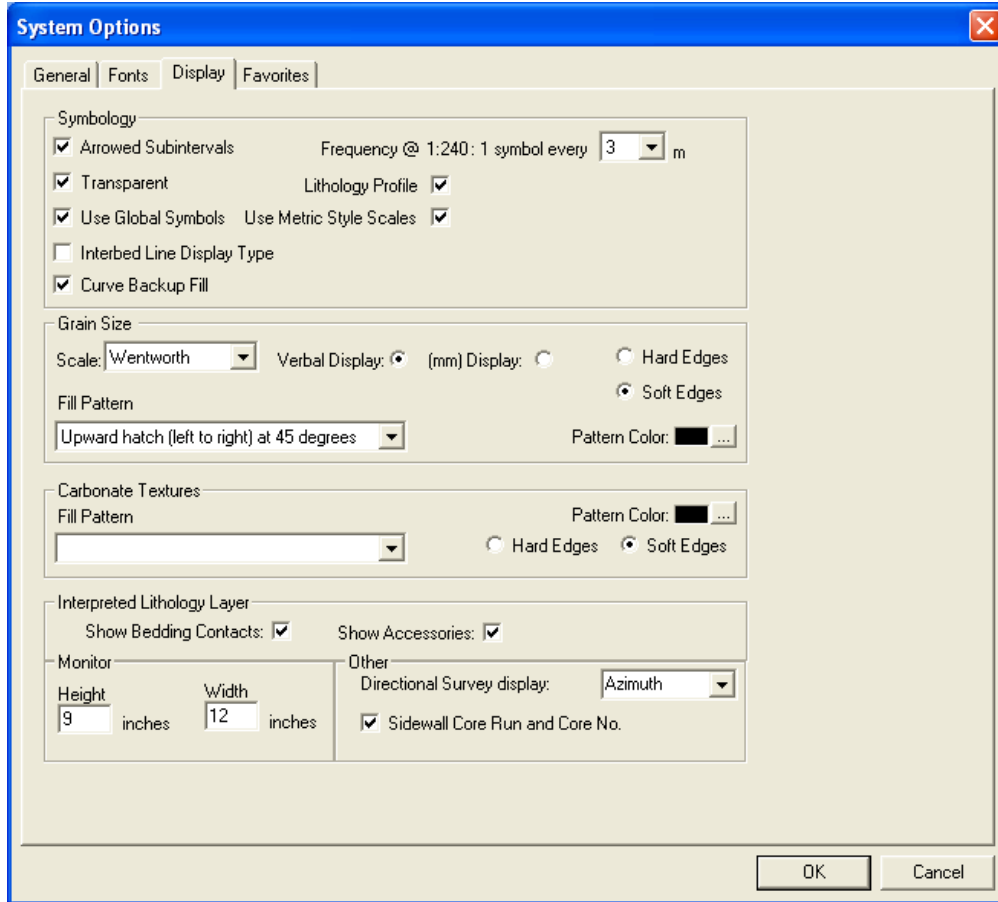 System Options
General Fonts Display Favorites
Symbology
Arrowed Subintervals Frequency @ 1:240: 1 symbol every 3 m
Transparent Lithology Profile
Use Global Symbols Use Metric Style Scales
Interbed Line Display Type
Curve Backup Fill
Grain Size
Scale: Wentworth Verbal Display: (mm) Display: Hard Edges
Soft Edges
Fill Pattern
Upward hatch (left to right) at 45 degrees Pattern Color: ...
Carbonate Textures
Fill Pattern Pattern Color: ...
Hard Edges Soft Edges
Interpreted Lithology Layer
Show Bedding Contacts: Show Accessories:
Monitor Other
Height Width Directional Survey display: Azimuth
9 inches 12 inches Sidewall Core Run and Core No.
OK Cancel